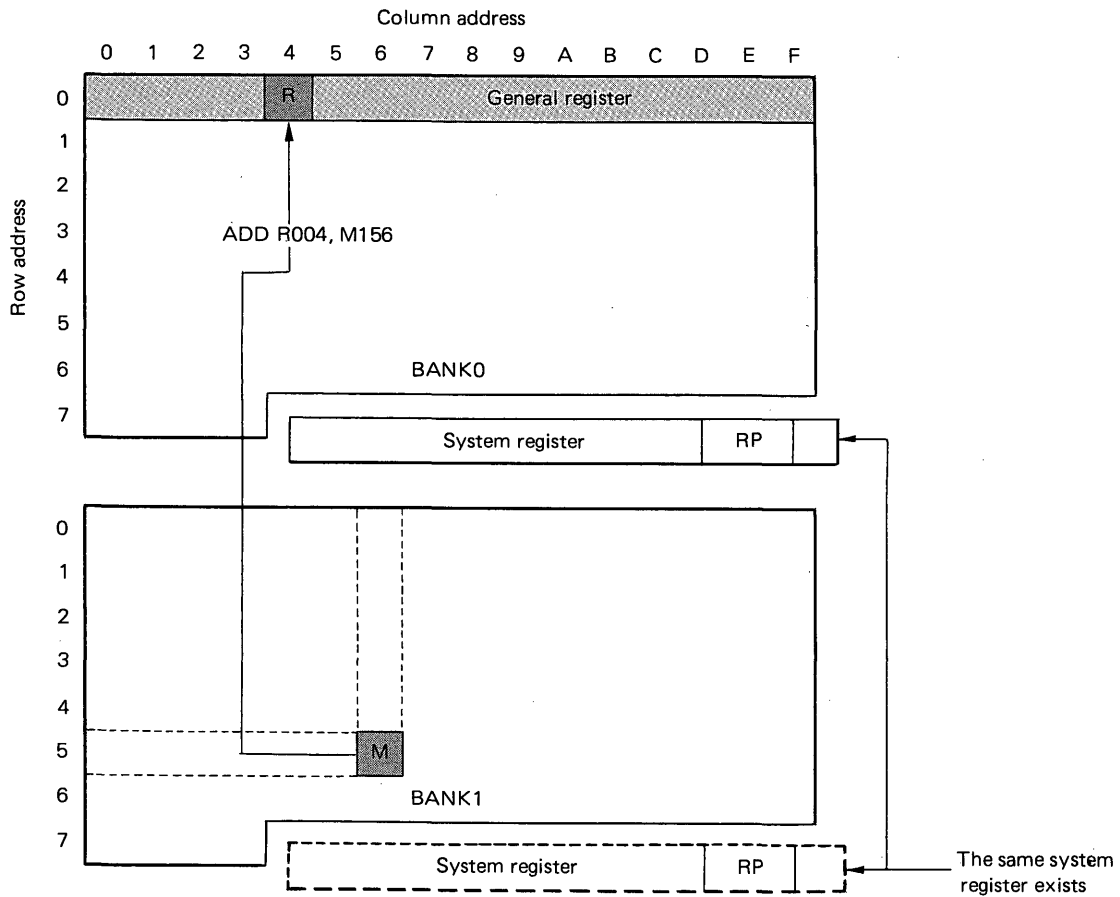 Column address
0 1 2 3 4 5 6 7 8 9 A B C D E F
0 R General register
1
2
3 ADD R004, M156
4
5
6 BANK0
7
Row address
System register RP
0
1
2
3
4
5 M
6 BANK1
7
System register RP
The same system
register exists